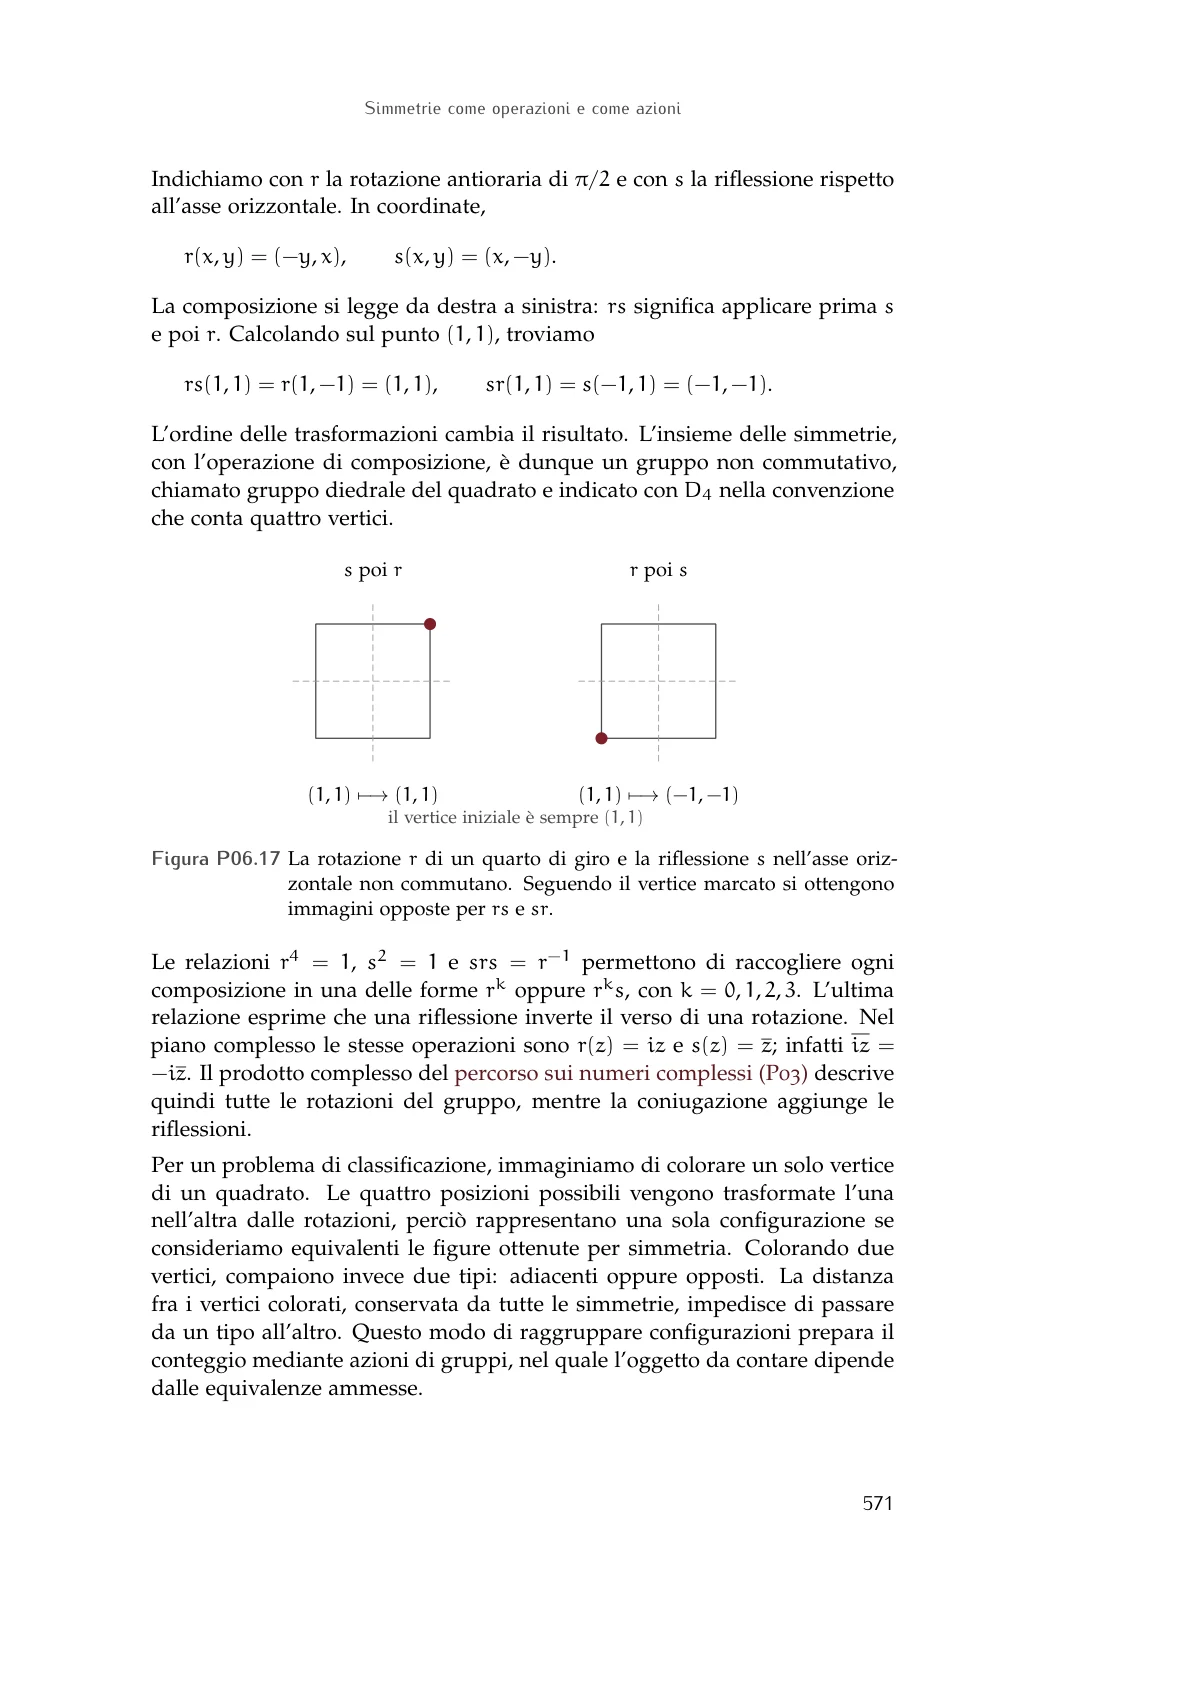 Simmetrie come operazioni e come azioni
Indichiamo con r la rotazione antioraria di π/2 e con s la riflessione rispetto
all'asse orizzontale. In coordinate,
r(x, y) = (−y, x), s(x, y) = (x, −y).
La composizione si legge da destra a sinistra: rs significa applicare prima s
e poi r. Calcolando sul punto (1, 1), troviamo
rs(1, 1) = r(1, −1) = (1, 1), sr(1, 1) = s(−1, 1) = (−1, −1).
L'ordine delle trasformazioni cambia il risultato. L'insieme delle simmetrie,
con l'operazione di composizione, è dunque un gruppo non commutativo,
chiamato gruppo diedrale del quadrato e indicato con D₄ nella convenzione
che conta quattro vertici.
s poi r r poi s
(1, 1) ⟼ (1, 1) (1, 1) ⟼ (−1, −1)
il vertice iniziale è sempre (1, 1)
Figura P06.17 La rotazione r di un quarto di giro e la riflessione s nell'asse oriz-
zontale non commutano. Seguendo il vertice marcato si ottengono
immagini opposte per rs e sr.
Le relazioni r⁴ = 1, s² = 1 e srs = r⁻¹ permettono di raccogliere ogni
composizione in una delle forme rᵏ oppure rᵏs, con k = 0, 1, 2, 3. L'ultima
relazione esprime che una riflessione inverte il verso di una rotazione. Nel
piano complesso le stesse operazioni sono r(z) = iz e s(z) = z̅; infatti i̅z̅ =
−iz̅. Il prodotto complesso del percorso sui numeri complessi (P03) descrive
quindi tutte le rotazioni del gruppo, mentre la coniugazione aggiunge le
riflessioni.
Per un problema di classificazione, immaginiamo di colorare un solo vertice
di un quadrato. Le quattro posizioni possibili vengono trasformate l'una
nell'altra dalle rotazioni, perciò rappresentano una sola configurazione se
consideriamo equivalenti le figure ottenute per simmetria. Colorando due
vertici, compaiono invece due tipi: adiacenti oppure opposti. La distanza
fra i vertici colorati, conservata da tutte le simmetrie, impedisce di passare
da un tipo all'altro. Questo modo di raggruppare configurazioni prepara il
conteggio mediante azioni di gruppi, nel quale l'oggetto da contare dipende
dalle equivalenze ammesse.
571